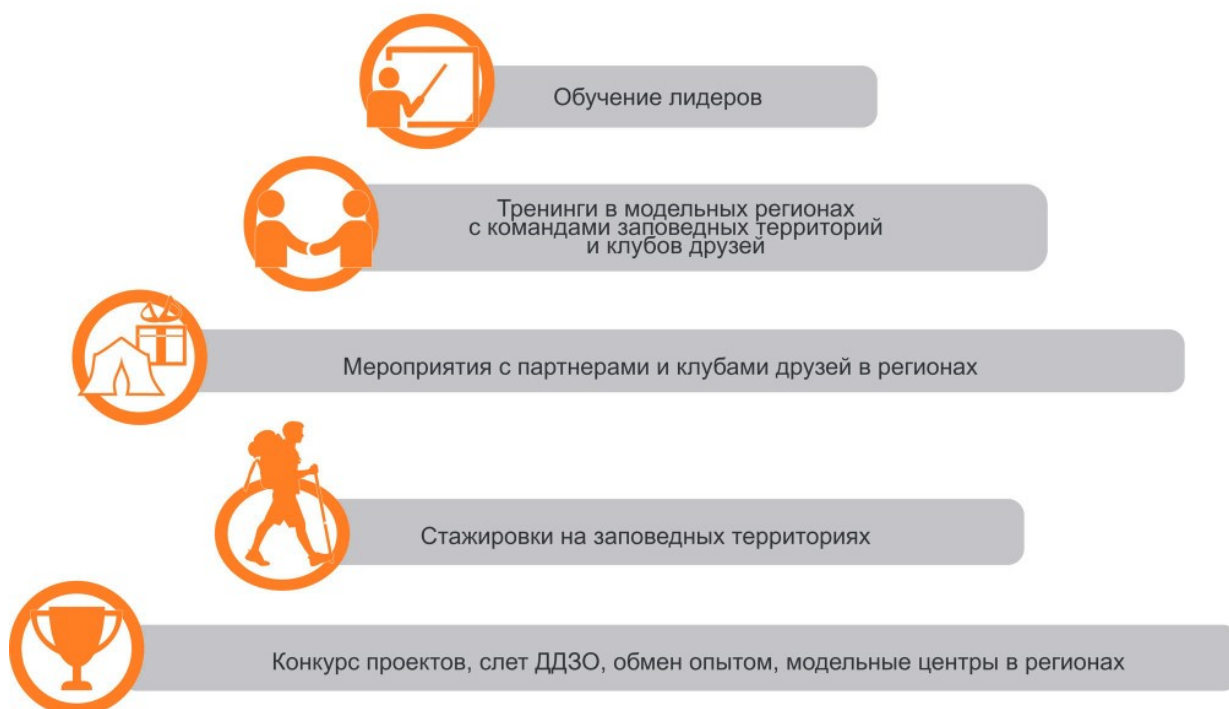 Обучение лидеров
Тренинги в модельных регионах
с командами заповедных территорий
и клубов друзей
Мероприятия с партнерами и клубами друзей в регионах
Стажировки на заповедных территориях
Конкурс проектов, слет ДДЗО, обмен опытом, модельные центры в регионах